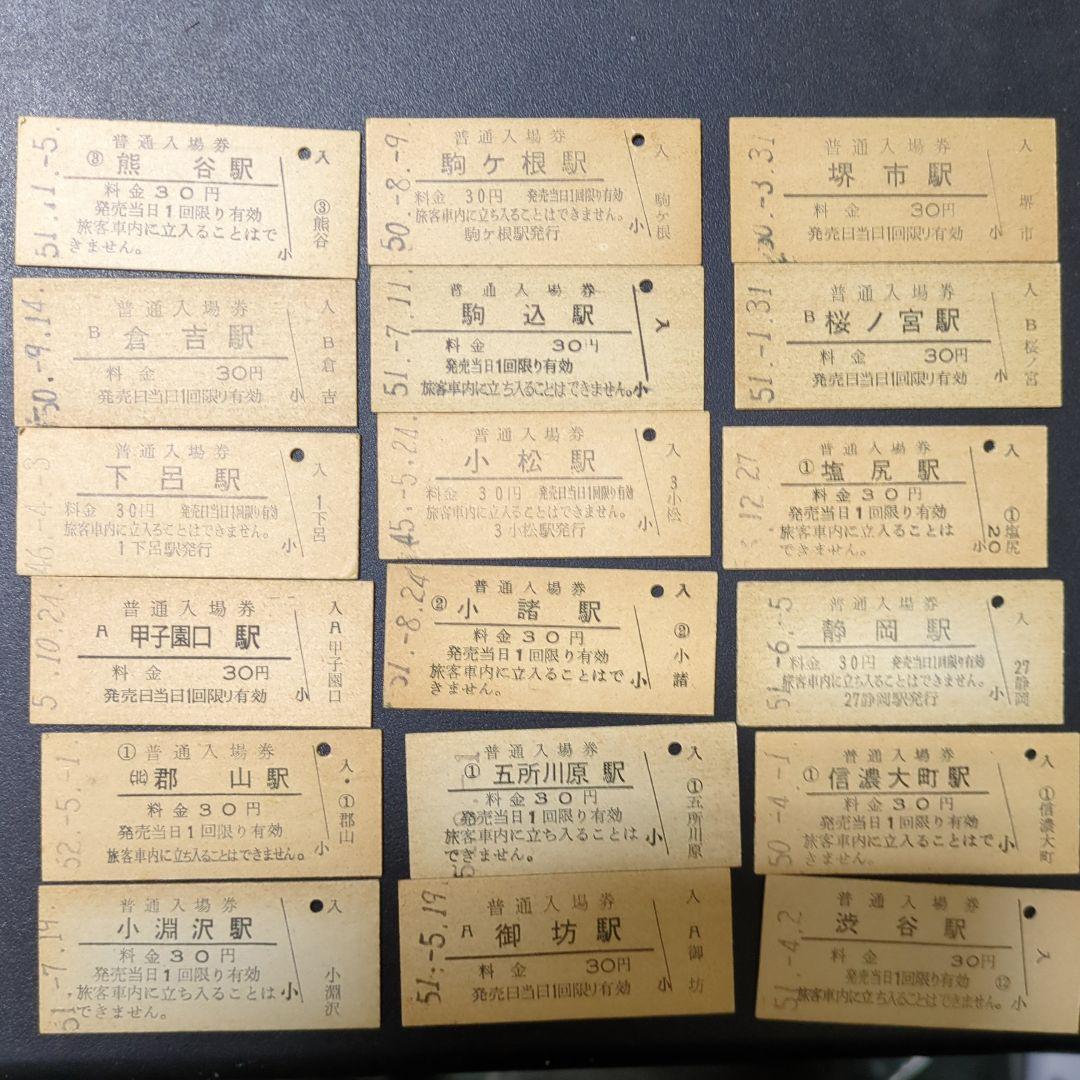 51.11.-5.
普通入場券
③ 熊谷駅
料金30円
発売当日1回限り有効
旅客車内に立入ることはで
きません。
小
入
③熊谷
50.-8.-9
普通入場券
駒ヶ根駅
料金 30円 発売当日1回限り有効
旅客車内に立ち入ることはできません。
駒ヶ根駅発行
小
入
駒ヶ根
50.-3.31
普通入場券
堺市駅
料金 30円
発売日当日1回限り有効
小
入
堺市
50.-9.14.
普通入場券
B 倉吉駅
料金 30円
発売日当日1回限り有効
小
入
B倉吉
51.-7.11.
普通入場券
駒込駅
料金 30円
発売当日1回限り有効
旅客車内に立ち入ることはできません。
小
入
51.-1.31
普通入場券
B 桜ノ宮駅
料金 30円
発売日当日1回限り有効
小
入
B桜ノ宮
46.-4.-3
普通入場券
下呂駅
料金 30円 発売当日1回限り有効
旅客車内に立入ることはできません。
1下呂駅発行
小
入
1下呂
45.-5.24.
普通入場券
小松駅
料金 30円 発売当日1回限り有効
旅客車内に立入ることはできません。
3小松駅発行
小
入
3小松
12.27
普通入場券
① 塩尻駅
料金30円
発売当日1回限り有効
旅客車内に立入ることは
できません。
小
20
入
①塩尻
10.24.
普通入場券
A 甲子園口駅
料金 30円
発売日当日1回限り有効
小
入
A甲子園口
51.-8.24
普通入場券
② 小諸駅
料金30円
発売当日1回限り有効
旅客車内に立入ることはで
きません。
小
入
②小諸
51.-6.-5
普通入場券
静岡駅
料金 30円 発売当日1回限り有効
旅客車内に立入ることはできません。
27静岡駅発行
小
入
27静岡
52.-5.-1.
① 普通入場券
(北)郡山駅
料金30円
発売当日1回限り有効
旅客車内に立ち入ることはできません。
小
入
①郡山
普通入場券
① 五所川原駅
料金30円
発売当日1回限り有効
旅客車内に立ち入ることは
できません。
小
入
①五所川原
50.-4.-1
普通入場券
① 信濃大町駅
料金30円
発売当日1回限り有効
旅客車内に立ち入ることはで
きません。
小
入
①信濃大町
51.-7.19.
普通入場券
小淵沢駅
料金30円
発売当日1回限り有効
旅客車内に立ち入ることは
できません。
小
入
小淵沢
51.-5.19.
普通入場券
A 御坊駅
料金 30円
発売日当日1回限り有効
小
入
A御坊
51.-4.2
普通入場券
渋谷駅
料金 30円
発売当日1回限り有効 ⑫
旅客車内に立ち入ることはできません。
小
入